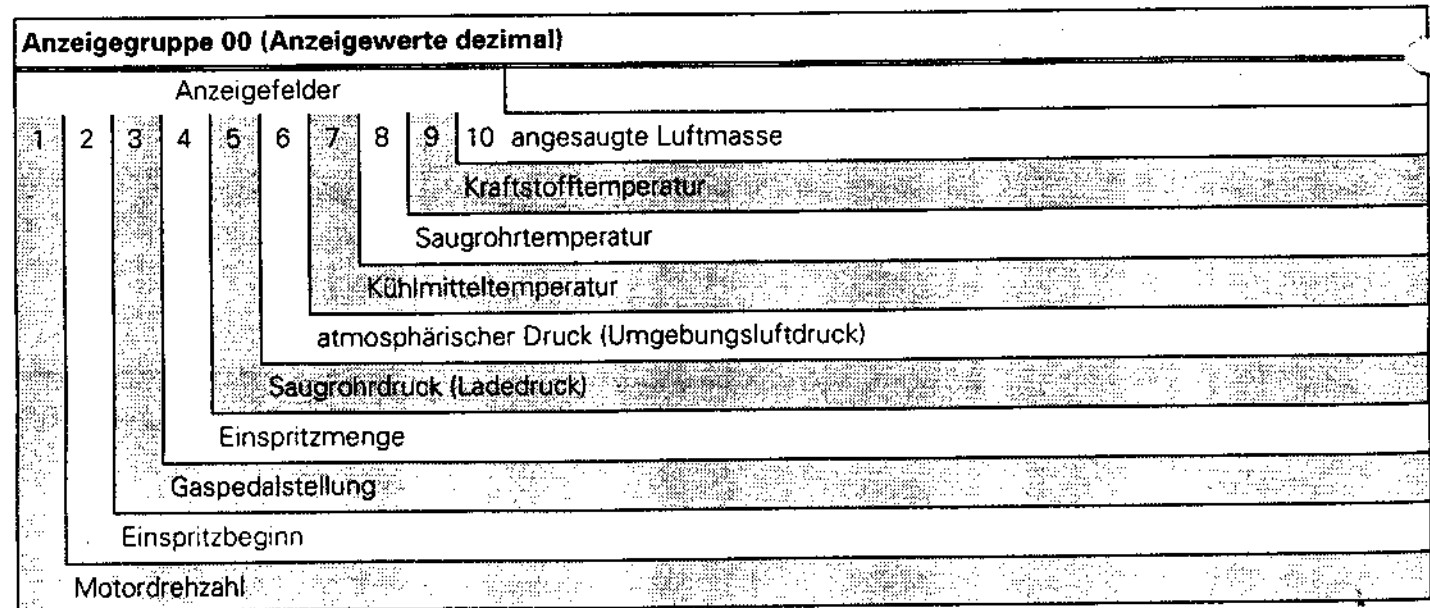 Anzeigegruppe 00 (Anzeigewerte dezimal)
Anzeigefelder
1 2 3 4 5 6 7 8 9 10 angesaugte Luftmasse
Kraftstofftemperatur
Saugrohrtemperatur
Kühlmitteltemperatur
atmosphärischer Druck (Umgebungsluftdruck)
Saugrohrdruck (Ladedruck)
Einspritzmenge
Gaspedalstellung
Einspritzbeginn
Motordrehzahl